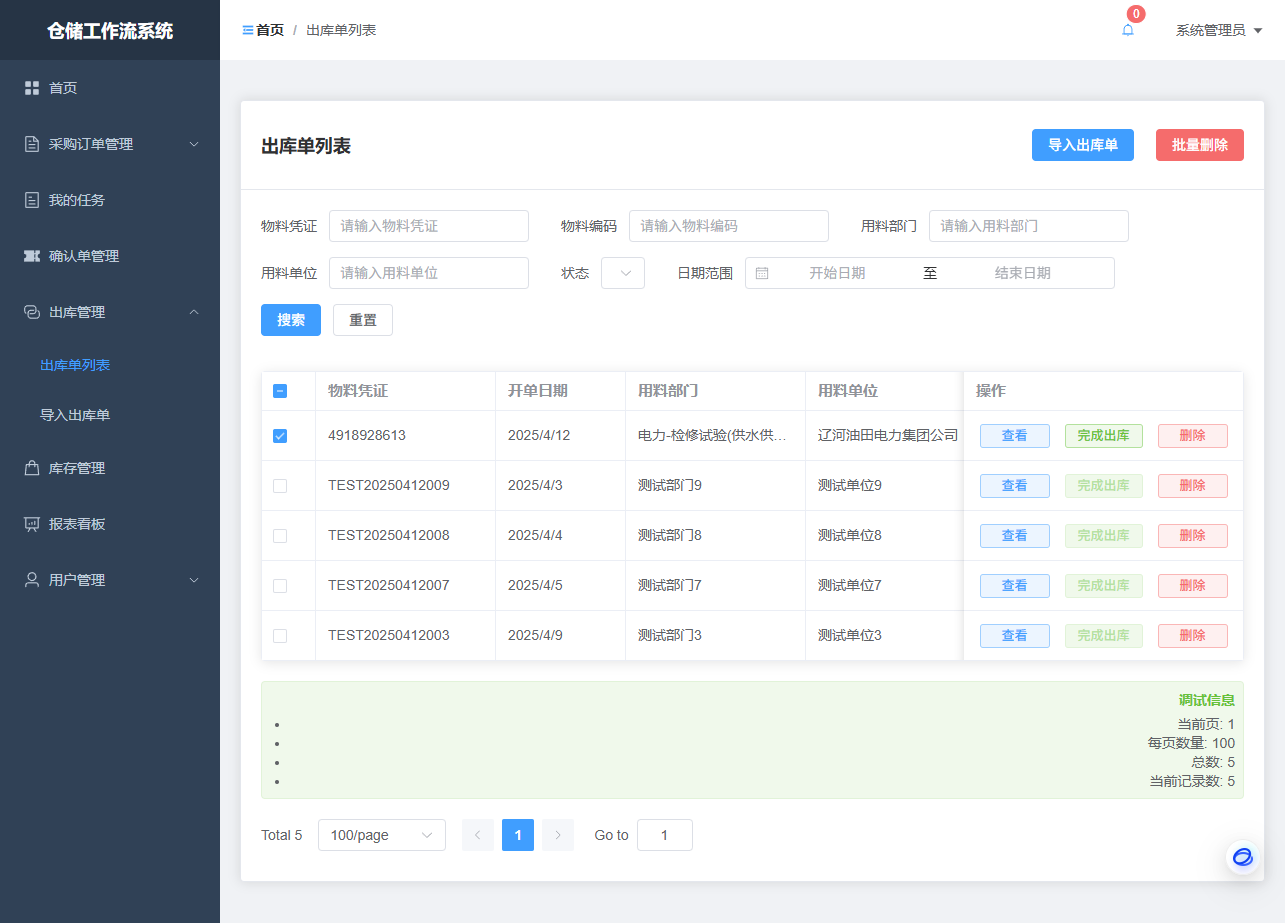 仓储工作流系统
首页 / 出库单列表
0
系统管理员
首页
采购订单管理
我的任务
确认单管理
出库管理
出库单列表
导入出库单
库存管理
报表看板
用户管理
出库单列表
导入出库单 批量删除
物料凭证 请输入物料凭证 物料编码 请输入物料编码 用料部门 请输入用料部门
用料单位 请输入用料单位 状态 日期范围 开始日期 至 结束日期
搜索 重置
物料凭证 开单日期 用料部门 用料单位 操作
4918928613 2025/4/12 电力-检修试验(供水供... 辽河油田电力集团公司 查看 完成出库 删除
TEST20250412009 2025/4/3 测试部门9 测试单位9 查看 完成出库 删除
TEST20250412008 2025/4/4 测试部门8 测试单位8 查看 完成出库 删除
TEST20250412007 2025/4/5 测试部门7 测试单位7 查看 完成出库 删除
TEST20250412003 2025/4/9 测试部门3 测试单位3 查看 完成出库 删除
调试信息
当前页: 1
每页数量: 100
总数: 5
当前记录数: 5
Total 5 100/page 1 Go to 1